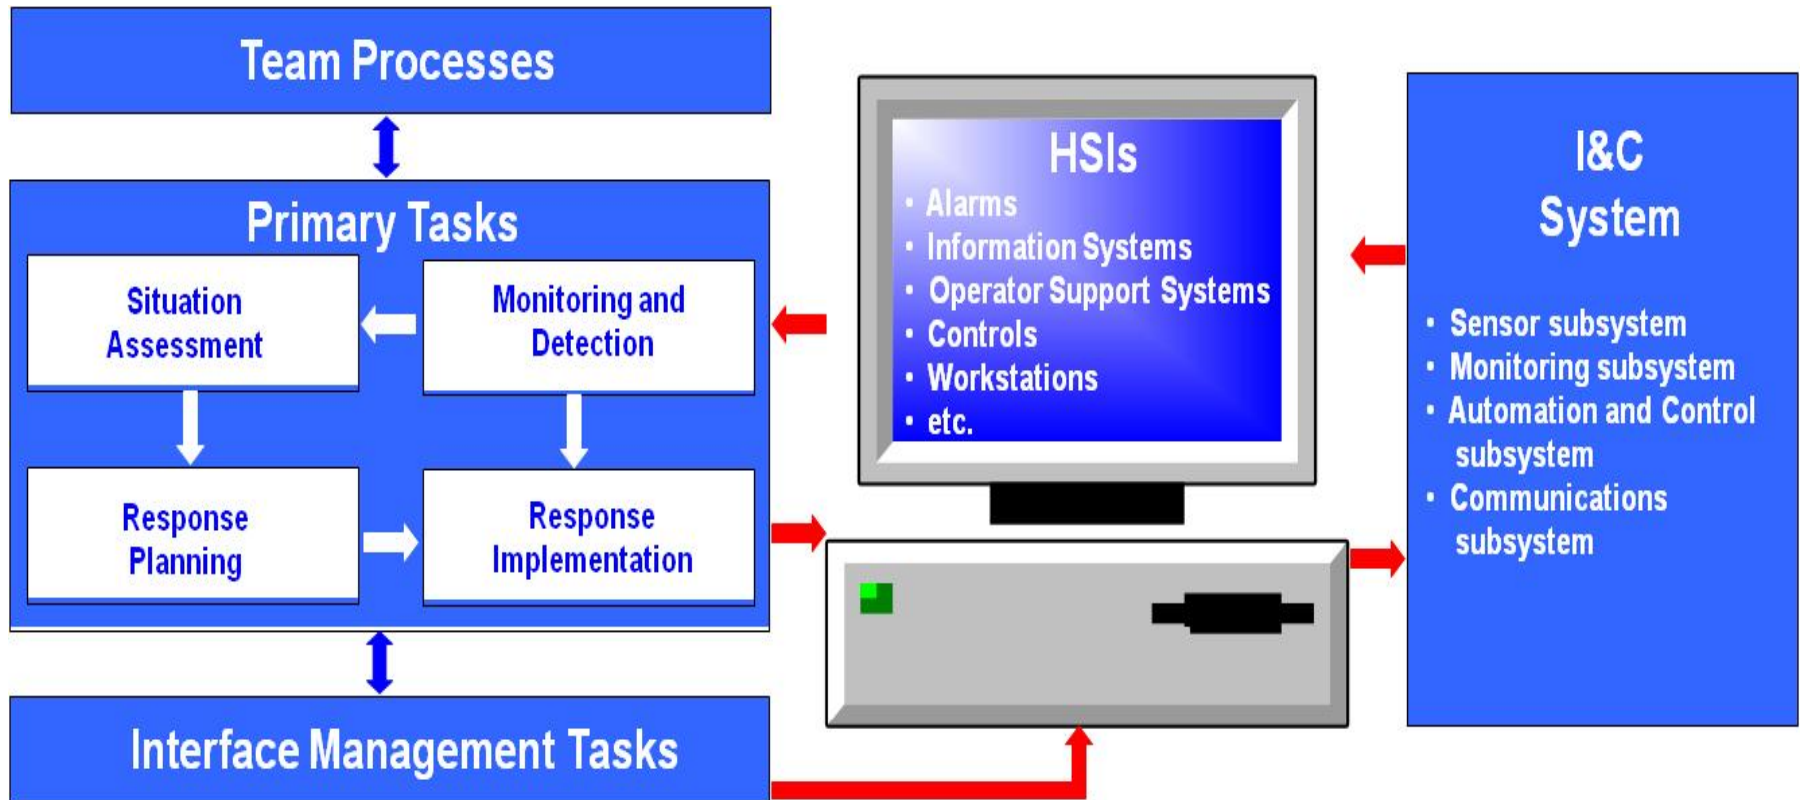 Team Processes
Primary Tasks
Situation
Assessment
Monitoring and
Detection
Response
Planning
Response
Implementation
Interface Management Tasks
HSIs
• Alarms
• Information Systems
• Operator Support Systems
• Controls
• Workstations
• etc.
I&C
System
• Sensor subsystem
• Monitoring subsystem
• Automation and Control
subsystem
• Communications
subsystem